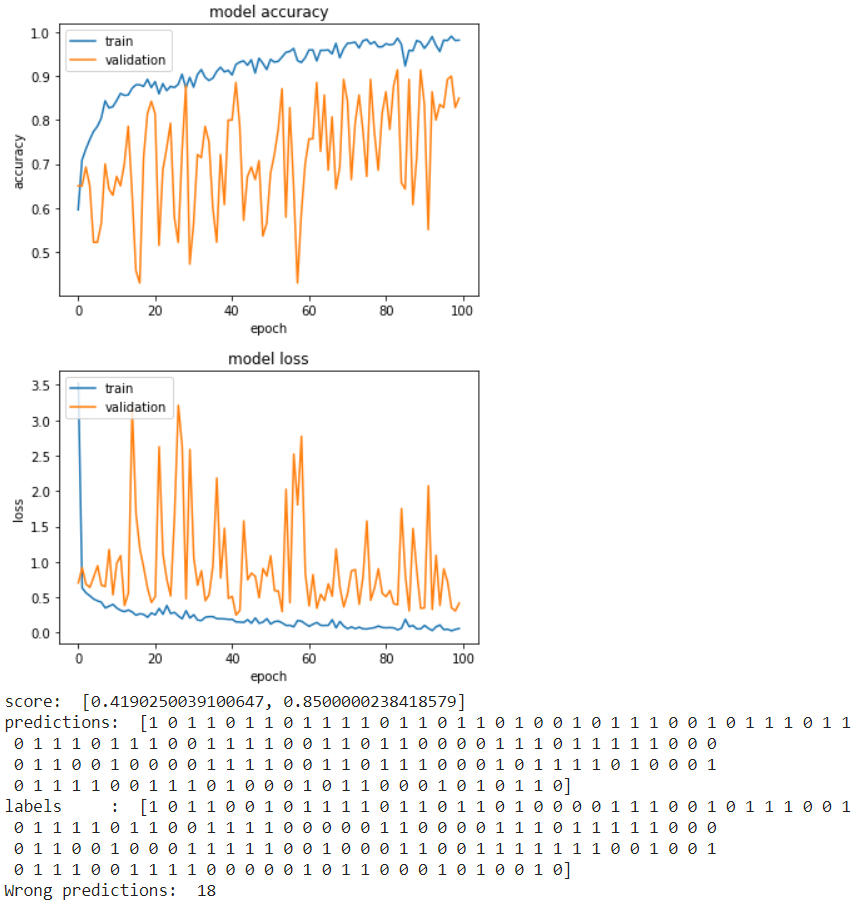 model accuracy
train
validation
1.0
0.9
0.8
0.7
0.6
0.5
accuracy
0 20 40 60 80 100
epoch
model loss
train
validation
3.5
3.0
2.5
2.0
1.5
1.0
0.5
0.0
loss
0 20 40 60 80 100
epoch
score:  [0.4190250039100647, 0.8500000238418579]
predictions:  [1 0 1 1 0 1 1 0 1 1 1 1 0 1 1 0 1 1 0 1 0 0 1 0 1 1 1 0 0 1 0 1 1 1 0 1 1
0 1 1 1 0 1 1 1 0 0 1 1 1 1 0 0 1 1 0 1 1 0 0 0 0 1 1 1 0 1 1 1 1 1 0 0 0
0 1 1 0 0 1 0 0 0 0 1 1 1 1 0 0 1 1 0 1 1 1 0 0 0 1 0 1 1 1 1 0 1 0 0 0 1
0 1 1 1 1 0 0 1 1 1 0 1 0 0 0 1 0 1 1 0 0 0 1 0 1 0 1 1 0]
labels     :  [1 0 1 1 0 0 1 0 1 1 1 1 0 1 1 0 1 1 0 1 0 0 0 0 1 1 1 0 0 1 0 1 1 1 0 0 1
0 1 1 1 1 0 1 1 0 0 1 1 1 1 0 0 0 0 0 1 1 0 0 0 0 1 1 1 0 1 1 1 1 1 0 0 0
0 1 1 0 0 1 0 0 0 1 1 1 1 0 0 1 0 0 0 1 1 0 0 1 1 1 1 1 1 1 0 0 1 0 0 1
0 1 1 1 0 0 1 1 1 1 0 0 0 0 0 1 0 1 1 0 0 0 1 0 1 0 0 1 0]
Wrong predictions:  18